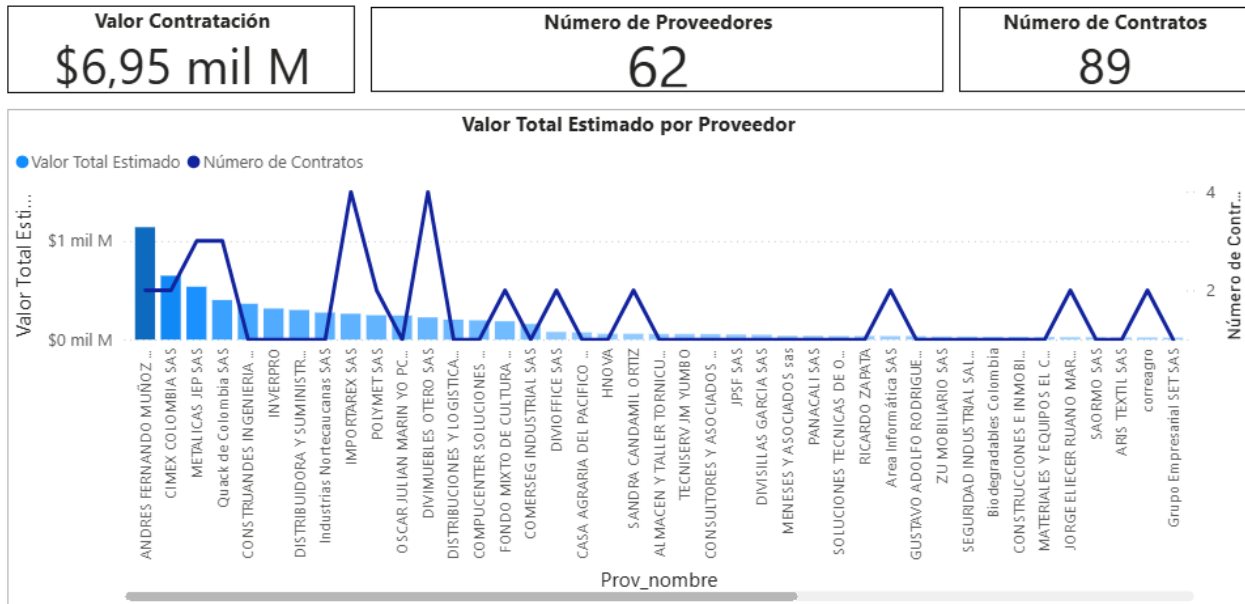 Valor Contratación
$6,95 mil M
Número de Proveedores
62
Número de Contratos
89
Valor Total Estimado por Proveedor
Valor Total Estimado
Número de Contratos
Valor Total Esti...
$1 mil M
$0 mil M
4
2
Número de Contr...
ANDRES FERNANDO MUÑOZ ...
CIMEX COLOMBIA SAS
METALICAS JEP SAS
Quack de Colombia SAS
CONSTRUANDES INGENIERIA ...
INVERPRO
DISTRIBUIDORA Y SUMINISTR...
Industrias Nortecaucanas SAS
IMPORTAREX SAS
POLYMET SAS
OSCAR JULIAN MARIN YO PC...
DIVIMUEBLES OTERO SAS
DISTRIBUCIONES Y LOGISTICA...
COMPUCENTER SOLUCIONES ...
FONDO MIXTO DE CULTURA ...
COMERSEG INDUSTRIAL SAS
DIVIOFFICE SAS
CASA AGRARIA DEL PACIFICO ...
HNOVA
SANDRA CANDAMIL ORTIZ
ALMACEN Y TALLER TORNICU...
TECNISERV JM YUMBO
CONSULTORES Y ASOCIADOS ...
JPSF SAS
DIVISILLAS GARCIA SAS
MENESES Y ASOCIADOS sas
PANACALI SAS
SOLUCIONES TECNICAS DE O...
RICARDO ZAPATA
Area Informática SAS
GUSTAVO ADOLFO RODRIGUE...
ZU MOBILIARIO SAS
SEGURIDAD INDUSTRIAL SAL...
Biodegradables Colombia
CONSTRUCCIONES E INMOBI...
MATERIALES Y EQUIPOS EL C...
JORGE ELIECER RUANO MAR...
SAORMO SAS
ARIS TEXTIL SAS
correagro
Grupo Empresarial SET SAS
Prov_nombre